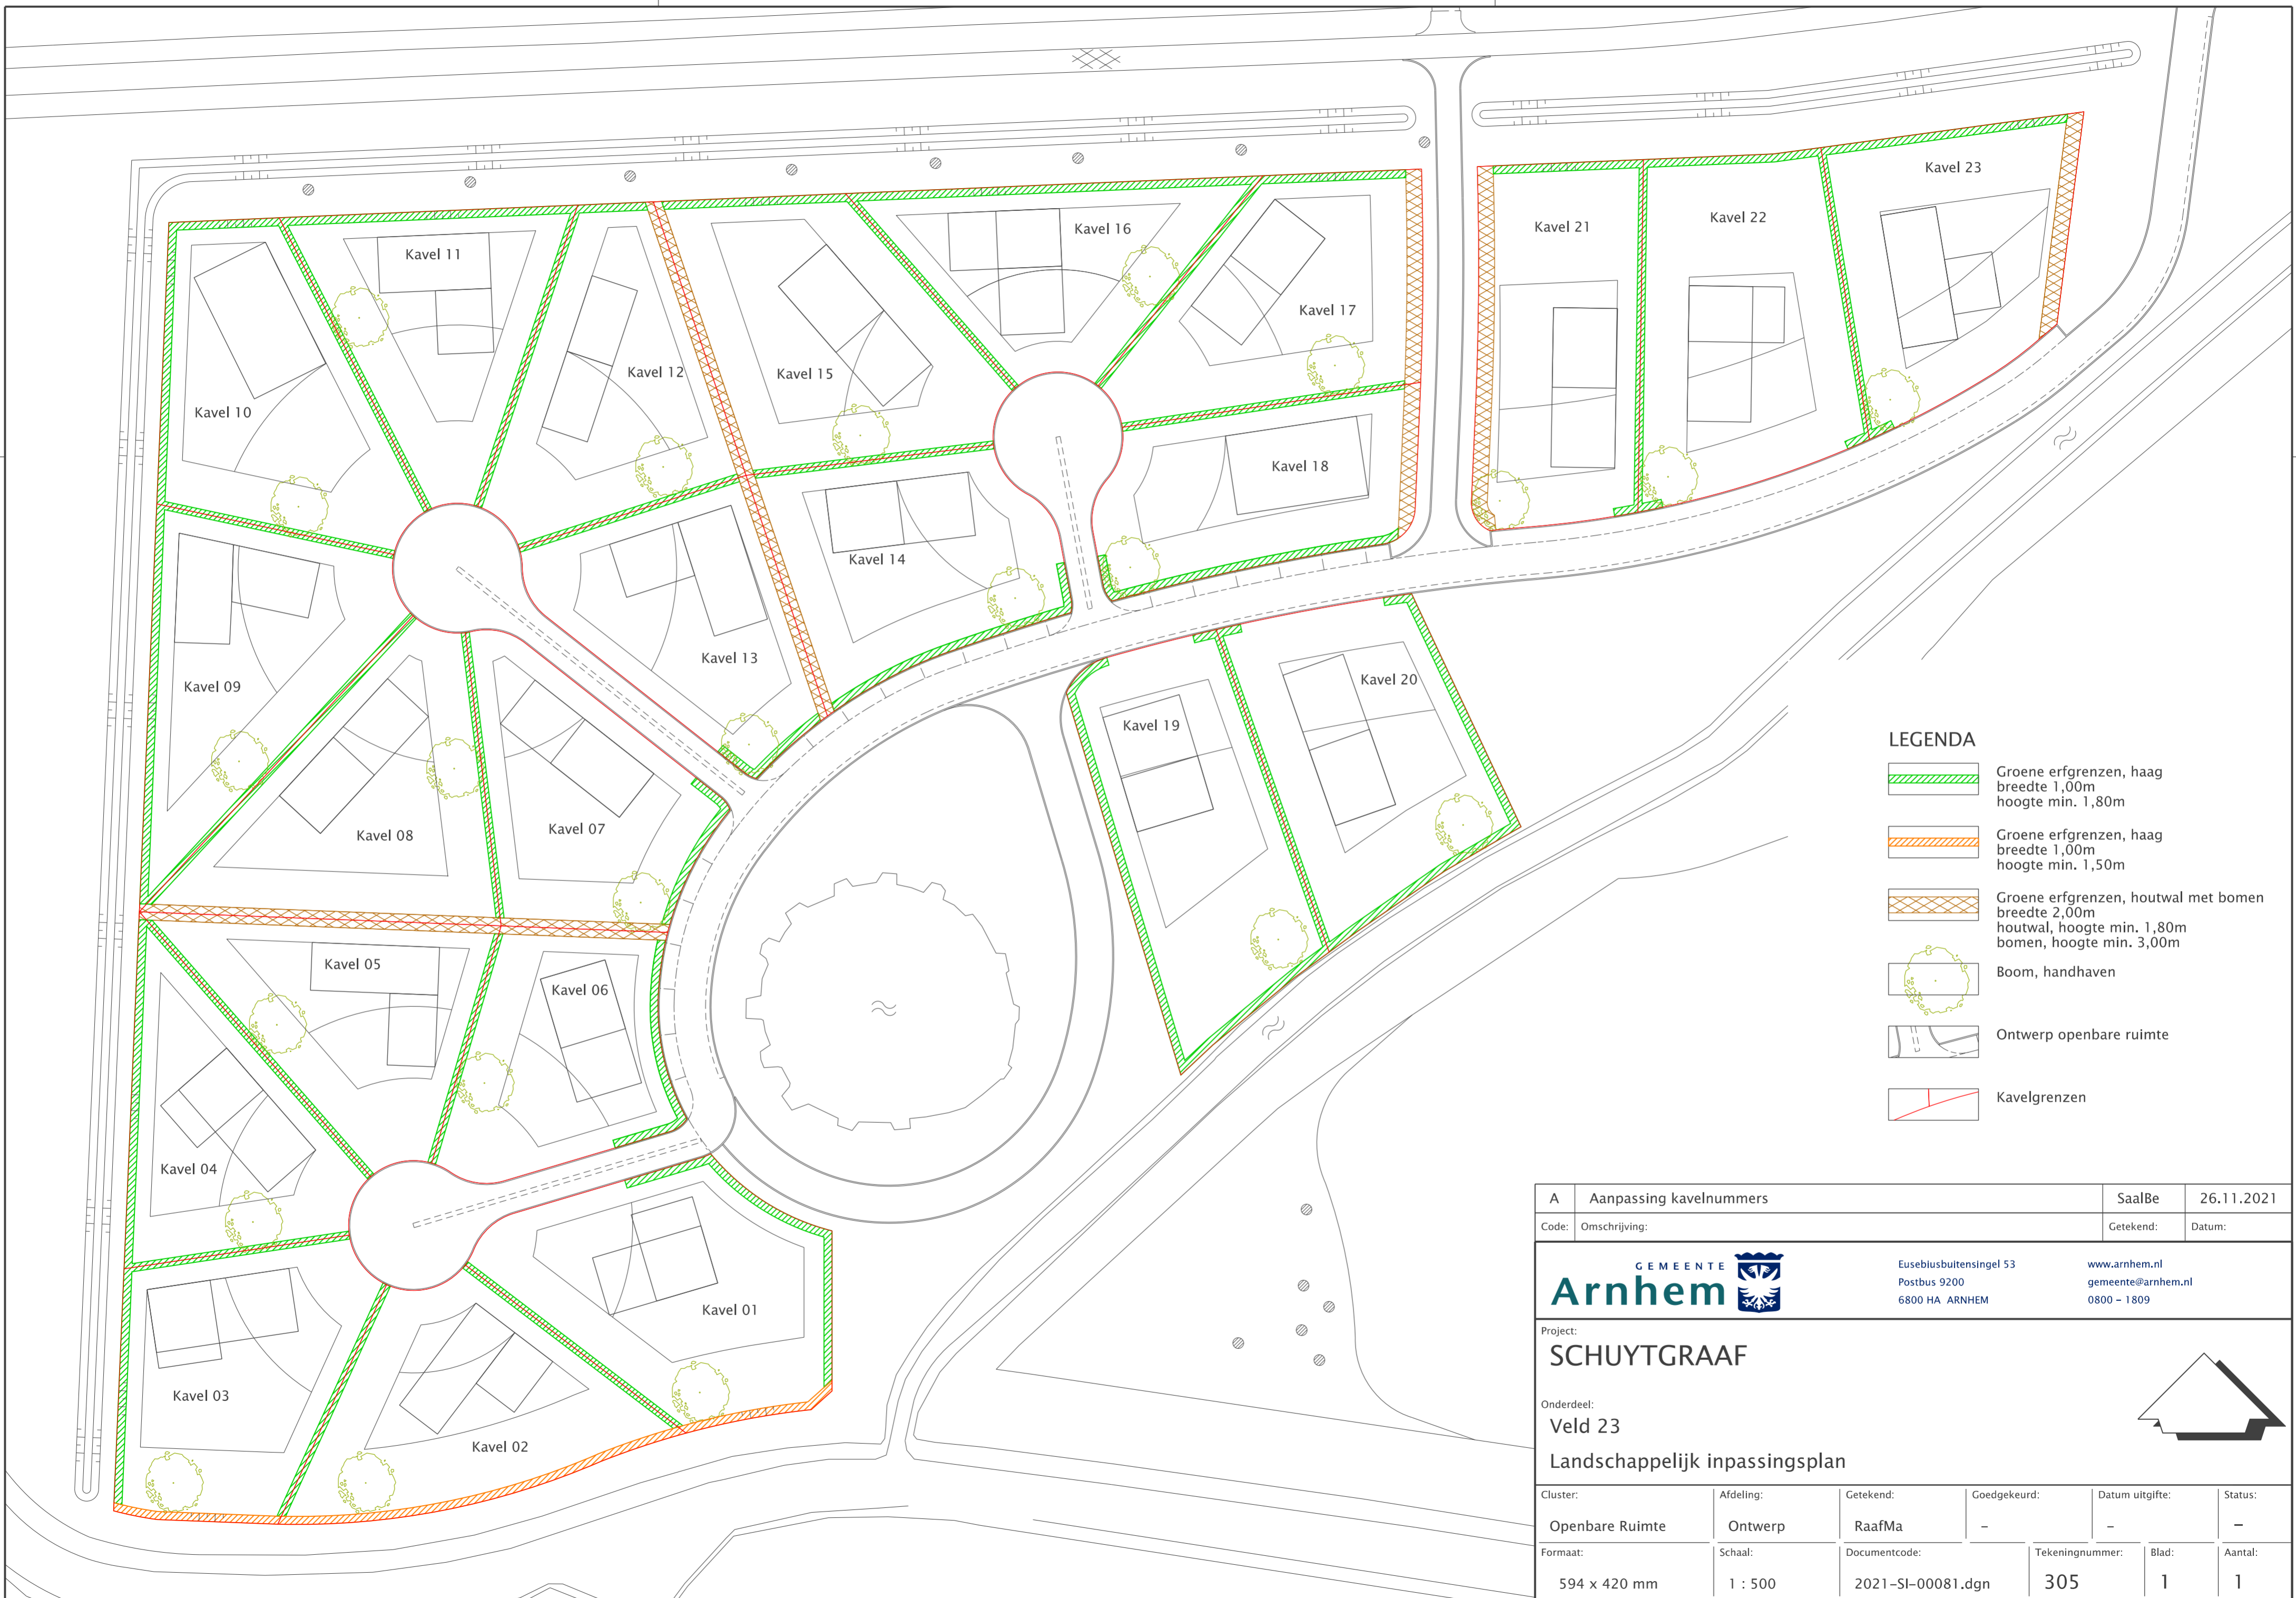 Kavel 23
Kavel 22
Kavel 21
Kavel 16
Kavel 11
Kavel 17
Kavel 12
Kavel 15
Kavel 10
Kavel 18
Kavel 14
Kavel 13
Kavel 09
Kavel 20
Kavel 19
Kavel 08
Kavel 07
Kavel 05
Kavel 06
Kavel 04
Kavel 01
Kavel 03
Kavel 02
LEGENDA
Groene erfgrenzen, haag
breedte 1,00m
hoogte min. 1,80m
Groene erfgrenzen, haag
breedte 1,00m
hoogte min. 1,50m
Groene erfgrenzen, houtwal met bomen
breedte 2,00m
houtwal, hoogte min. 1,80m
bomen, hoogte min. 3,00m
Boom, handhaven
Ontwerp openbare ruimte
Kavelgrenzen
A Aanpassing kavelnummers SaalBe 26.11.2021
Code: Omschrijving: Getekend: Datum:
GEMEENTE
Arnhem
Eusebiusbuitensingel 53
Postbus 9200
6800 HA ARNHEM
www.arnhem.nl
gemeente@arnhem.nl
0800 – 1809
Project:
SCHUYTGRAAF
Onderdeel:
Veld 23
Landschappelijk inpassingsplan
Cluster: Afdeling: Getekend: Goedgekeurd: Datum uitgifte: Status:
Openbare Ruimte Ontwerp RaafMa – – –
Formaat: Schaal: Documentcode: Tekeningnummer: Blad: Aantal:
594 x 420 mm 1 : 500 2021–SI–00081.dgn 305 1 1